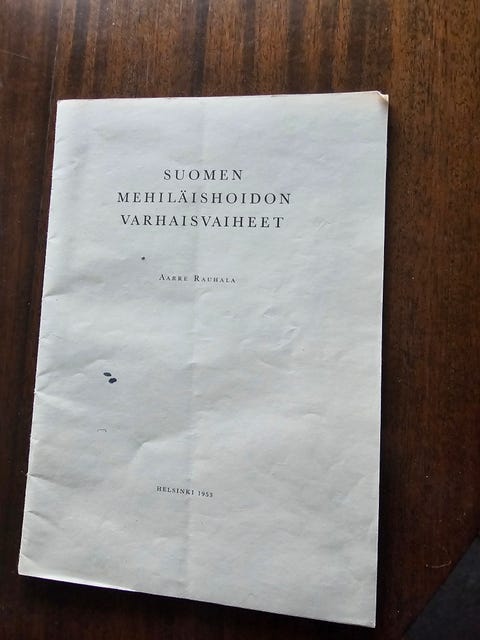 SUOMEN
MEHILÄISHOIDON
VARHAISVAIHEET
AARRE RAUHALA
HELSINKI 1953